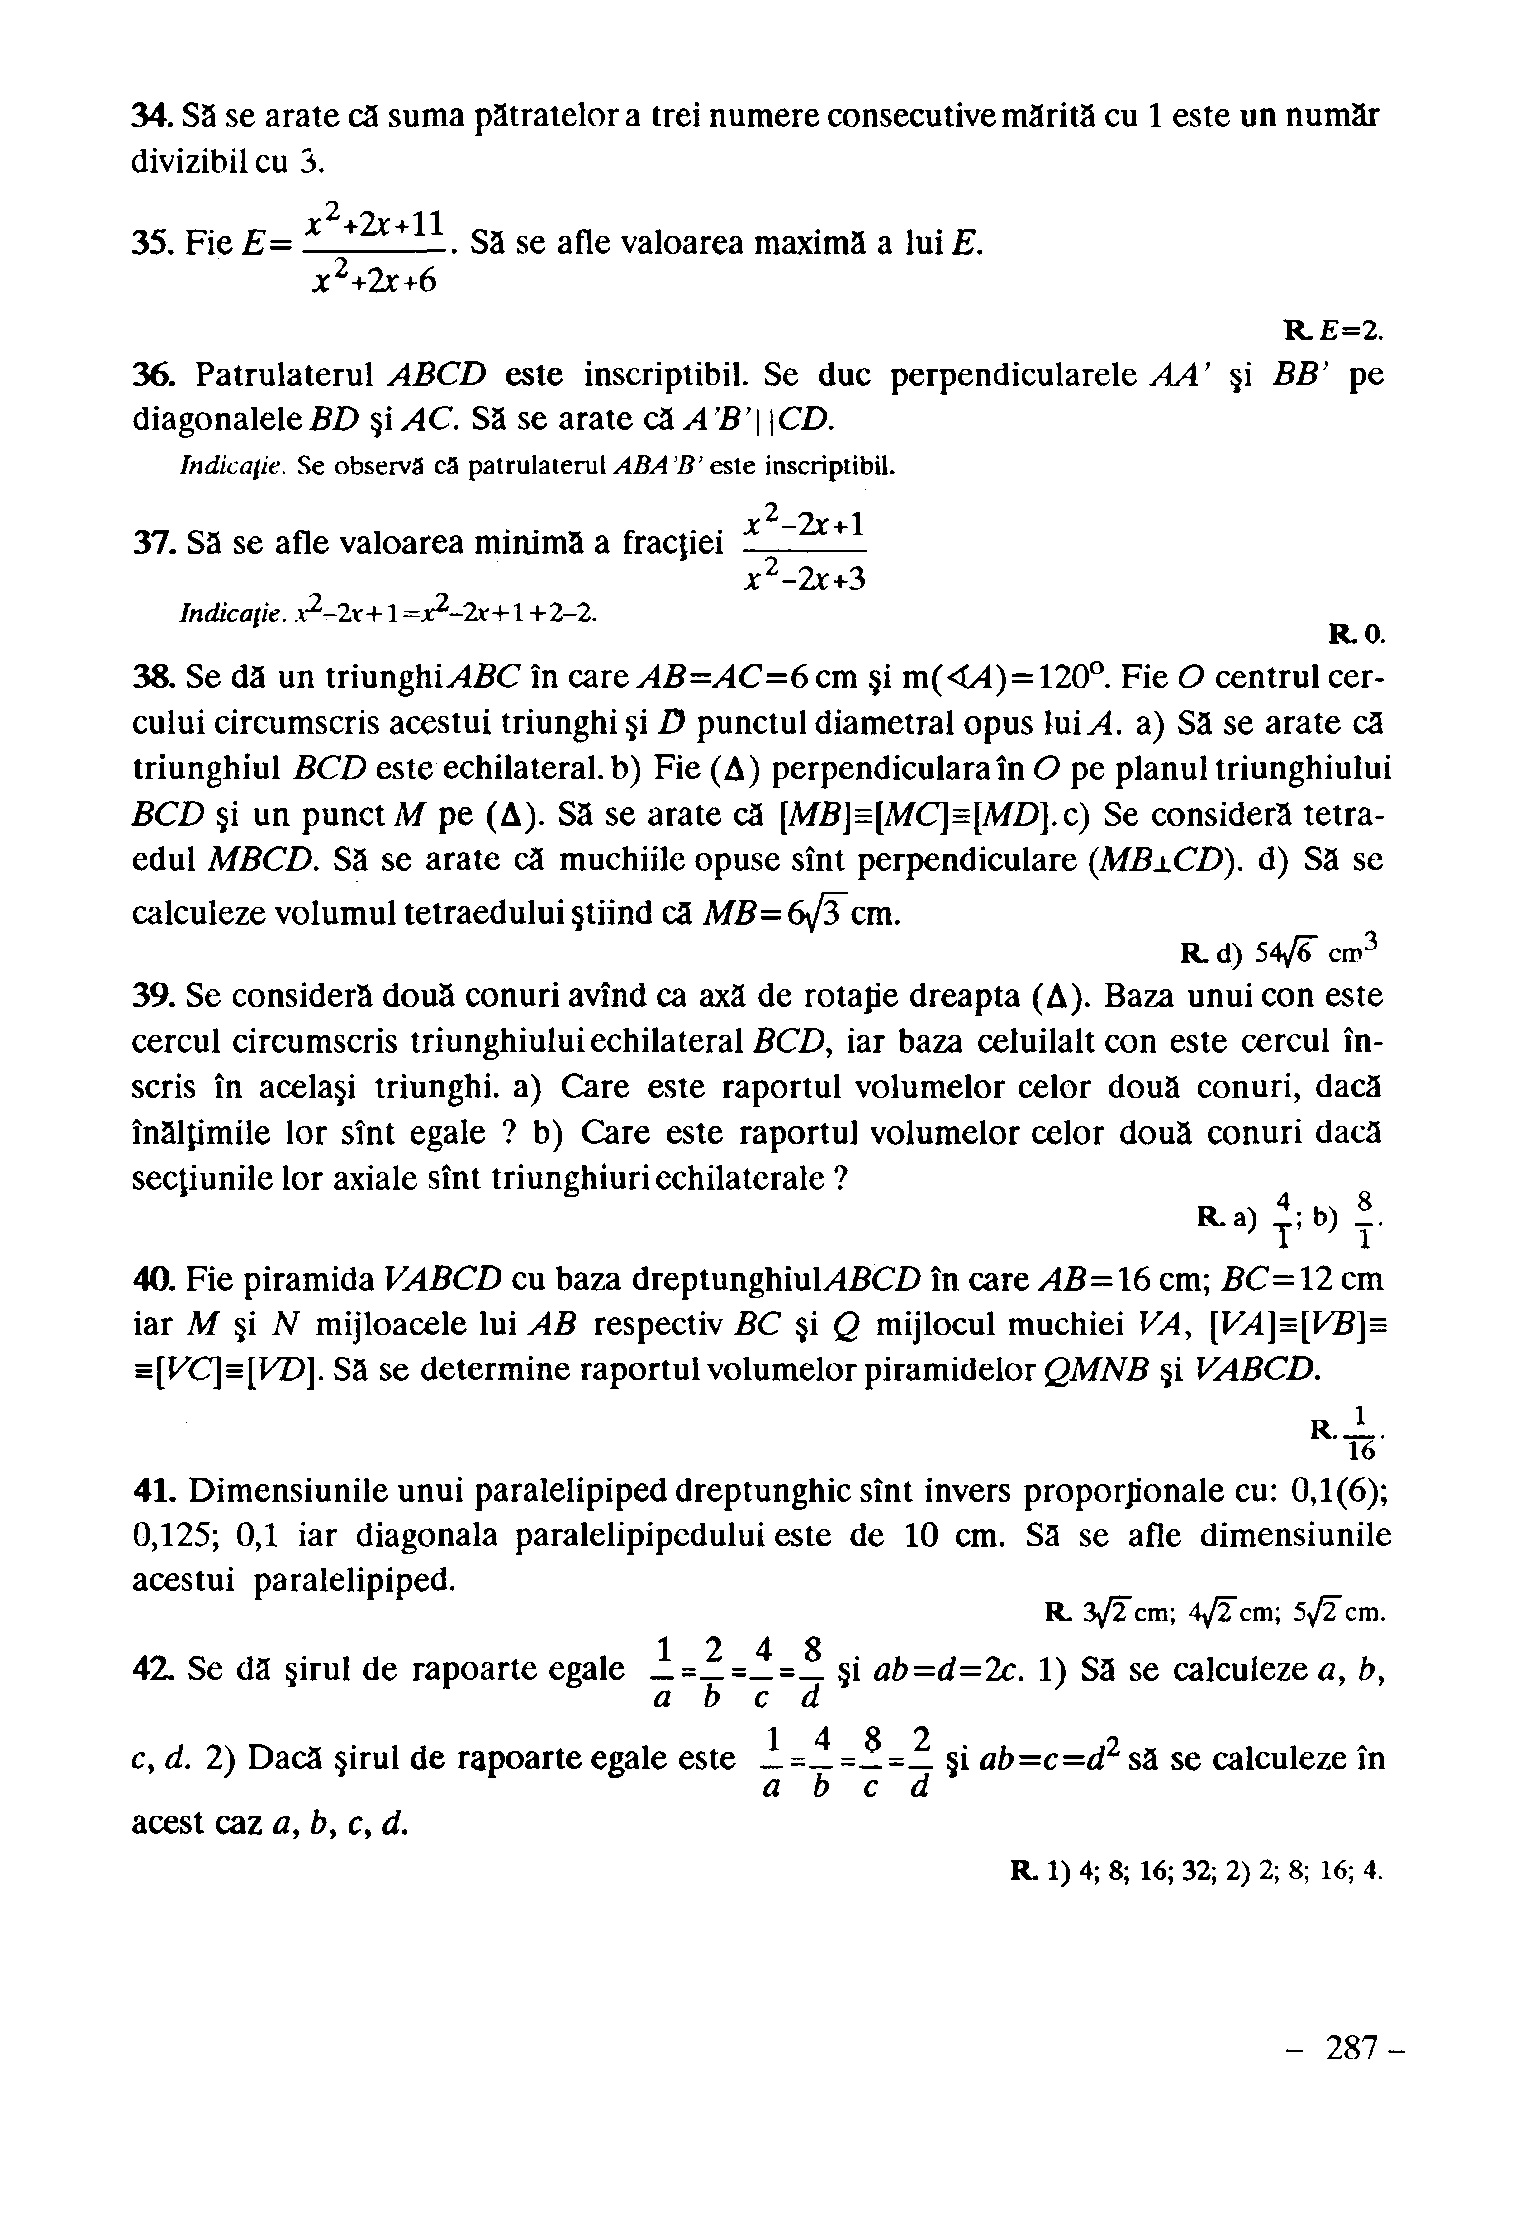 34. Să se arate că suma pătratelor a trei numere consecutive mărită cu 1 este un număr
divizibil cu 3.
35. Fie E= (x²+2x+11)/(x²+2x+6). Să se afle valoarea maximă a lui E.
R. E=2.
36. Patrulaterul ABCD este inscriptibil. Se duc perpendicularele AA’ şi BB’ pe
diagonalele BD şi AC. Să se arate că A’B’||CD.
Indicaţie. Se observă că patrulaterul ABA’B’ este inscriptibil.
37. Să se afle valoarea minimă a fracţiei (x²-2x+1)/(x²-2x+3)
Indicaţie. x²-2x+1=x²-2x+1+2-2.
R. 0.
38. Se dă un triunghi ABC în care AB=AC=6 cm şi m(∢A)=120°. Fie O centrul cer-
cului circumscris acestui triunghi şi D punctul diametral opus lui A. a) Să se arate că
triunghiul BCD este echilateral. b) Fie (Δ) perpendiculara în O pe planul triunghiului
BCD şi un punct M pe (Δ). Să se arate că [MB]≡[MC]≡[MD]. c) Se consideră tetra-
edul MBCD. Să se arate că muchiile opuse sînt perpendiculare (MB⊥CD). d) Să se
calculeze volumul tetraedului ştiind că MB=6√3 cm.
R. d) 54√6 cm³
39. Se consideră două conuri avînd ca axă de rotaţie dreapta (Δ). Baza unui con este
cercul circumscris triunghiului echilateral BCD, iar baza celuilalt con este cercul în-
scris în acelaşi triunghi. a) Care este raportul volumelor celor două conuri, dacă
înălţimile lor sînt egale ? b) Care este raportul volumelor celor două conuri dacă
secţiunile lor axiale sînt triunghiuri echilaterale ?
R. a) 4/1; b) 8/1.
40. Fie piramida VABCD cu baza dreptunghiul ABCD în care AB=16 cm; BC=12 cm
iar M şi N mijloacele lui AB respectiv BC şi Q mijlocul muchiei VA, [VA]≡[VB]≡
≡[VC]≡[VD]. Să se determine raportul volumelor piramidelor QMNB şi VABCD.
R. 1/16.
41. Dimensiunile unui paralelipiped dreptunghic sînt invers proporţionale cu: 0,1(6);
0,125; 0,1 iar diagonala paralelipipedului este de 10 cm. Să se afle dimensiunile
acestui paralelipiped.
R. 3√2 cm; 4√2 cm; 5√2 cm.
42. Se dă şirul de rapoarte egale 1/a=2/b=4/c=8/d şi ab=d=2c. 1) Să se calculeze a, b,
c, d. 2) Dacă şirul de rapoarte egale este 1/a=4/b=8/c=2/d şi ab=c=d² să se calculeze în
acest caz a, b, c, d.
R. 1) 4; 8; 16; 32; 2) 2; 8; 16; 4.
- 287 -